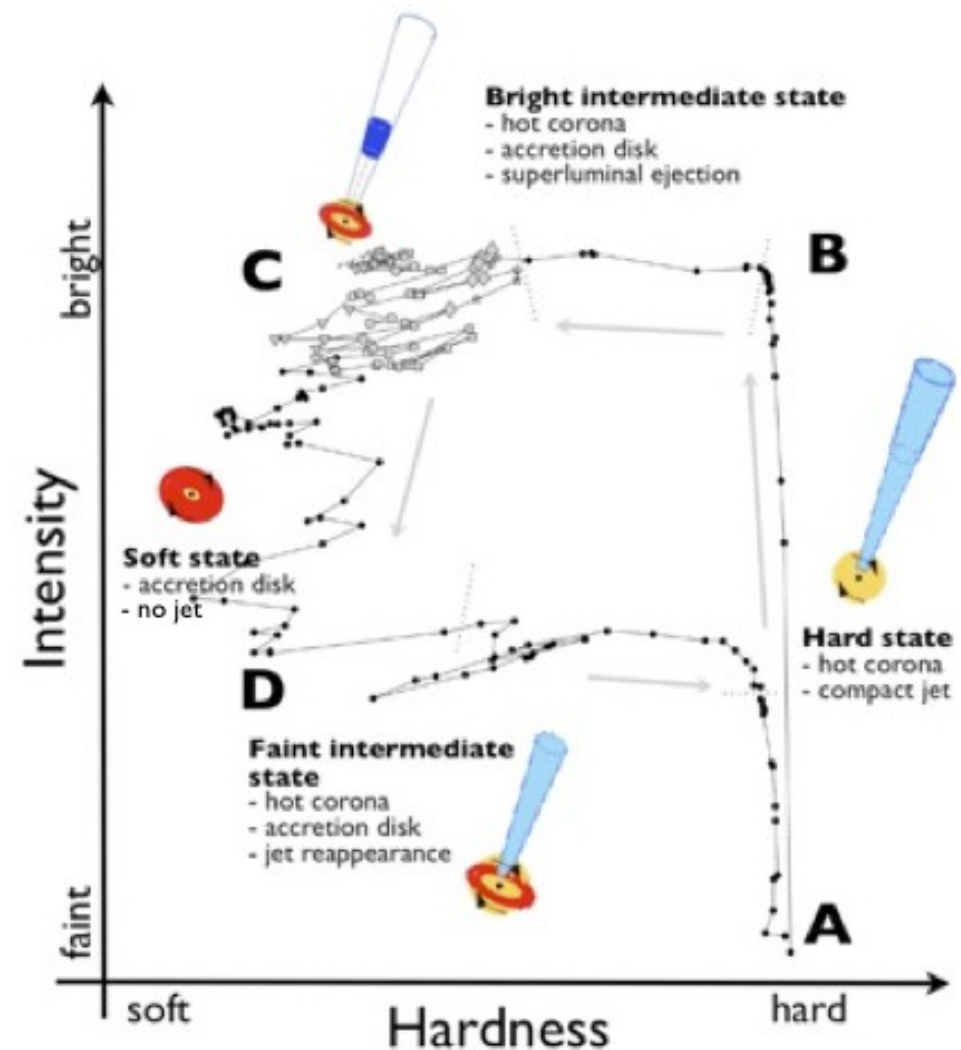 Bright intermediate state
- hot corona
- accretion disk
- superluminal ejection
bright
C
B
Intensity
Soft state
- accretion disk
- no jet
Hard state
- hot corona
- compact jet
D
Faint intermediate
state
- hot corona
- accretion disk
- jet reappearance
faint
A
soft
Hardness
hard